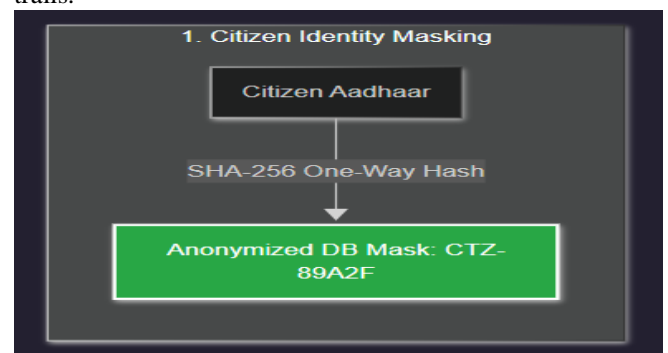 1. Citizen Identity Masking
Citizen Aadhaar
SHA-256 One-Way Hash
Anonymized DB Mask: CTZ-
89A2F